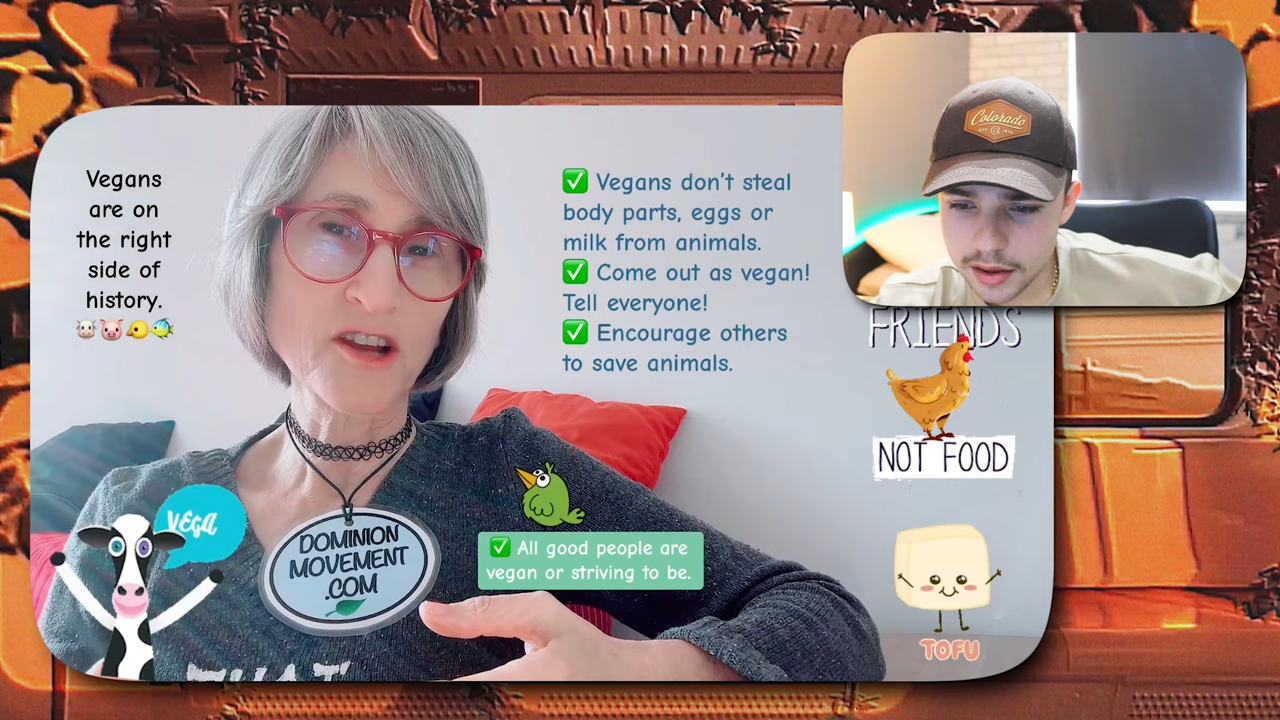 Vegans
are on
the right
side of
history.
✅ Vegans don't steal
body parts, eggs or
milk from animals.
✅ Come out as vegan!
Tell everyone!
✅ Encourage others
to save animals.
Colorado
FRIENDS
NOT FOOD
VEGA
DOMINION
MOVEMENT
.COM
✅ All good people are
vegan or striving to be.
TOFU